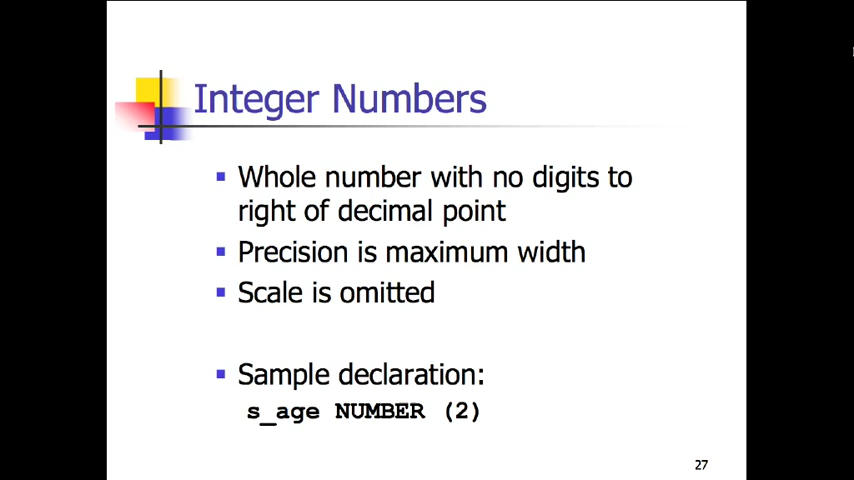 Integer Numbers
Whole number with no digits to
right of decimal point
Precision is maximum width
Scale is omitted
Sample declaration:
s_age NUMBER (2)
27